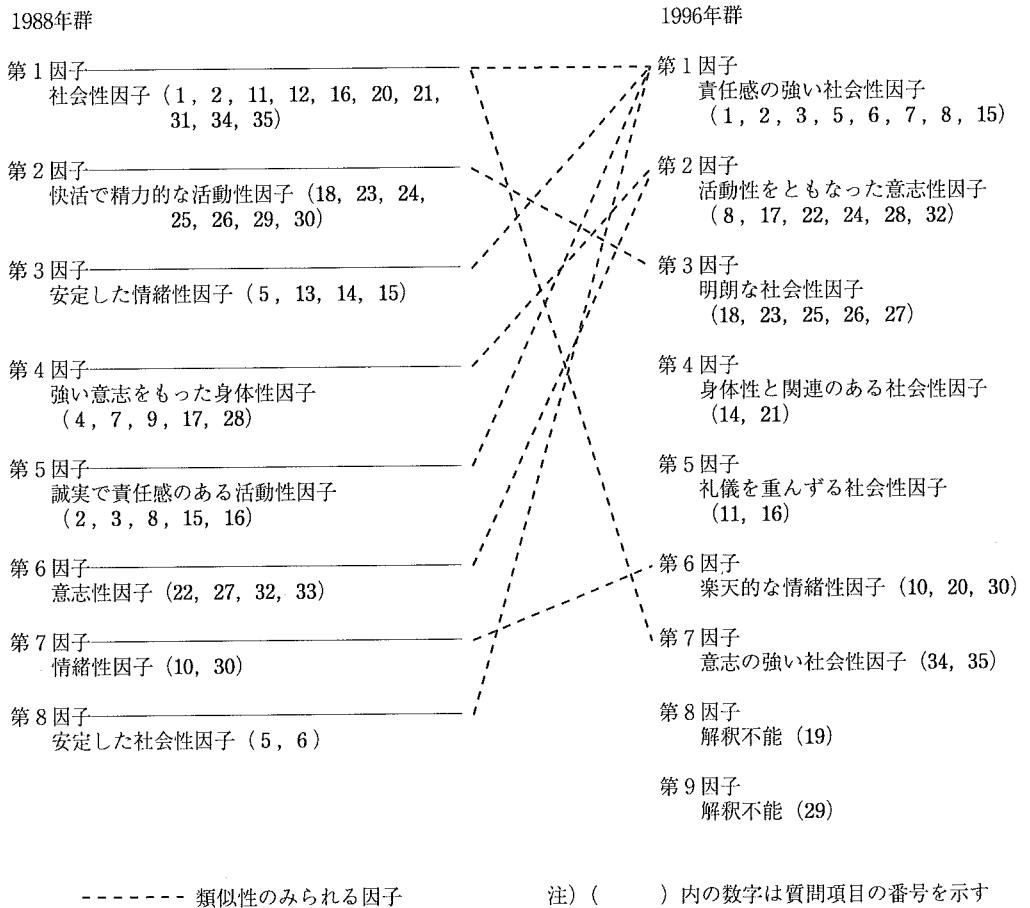 1988年群
第1因子
社会性因子（1，2，11，12，16，20，21，
31，34，35）
第2因子
快活で精力的な活動性因子（18，23，24，
25，26，29，30）
第3因子
安定した情緒性因子（5，13，14，15）
第4因子
強い意志をもった身体性因子
（4，7，9，17，28）
第5因子
誠実で責任感のある活動性因子
（2，3，8，15，16）
第6因子
意志性因子（22，27，32，33）
第7因子
情緒性因子（10，30）
第8因子
安定した社会性因子（5，6）
1996年群
第1因子
責任感の強い社会性因子
（1，2，3，5，6，7，8，15）
第2因子
活動性をともなった意志性因子
（8，17，22，24，28，32）
第3因子
明朗な社会性因子
（18，23，25，26，27）
第4因子
身体性と関連のある社会性因子
（14，21）
第5因子
礼儀を重んずる社会性因子
（11，16）
第6因子
楽天的な情緒性因子（10，20，30）
第7因子
意志の強い社会性因子（34，35）
第8因子
解釈不能（19）
第9因子
解釈不能（29）
------- 類似性のみられる因子
注）（　　）内の数字は質問項目の番号を示す